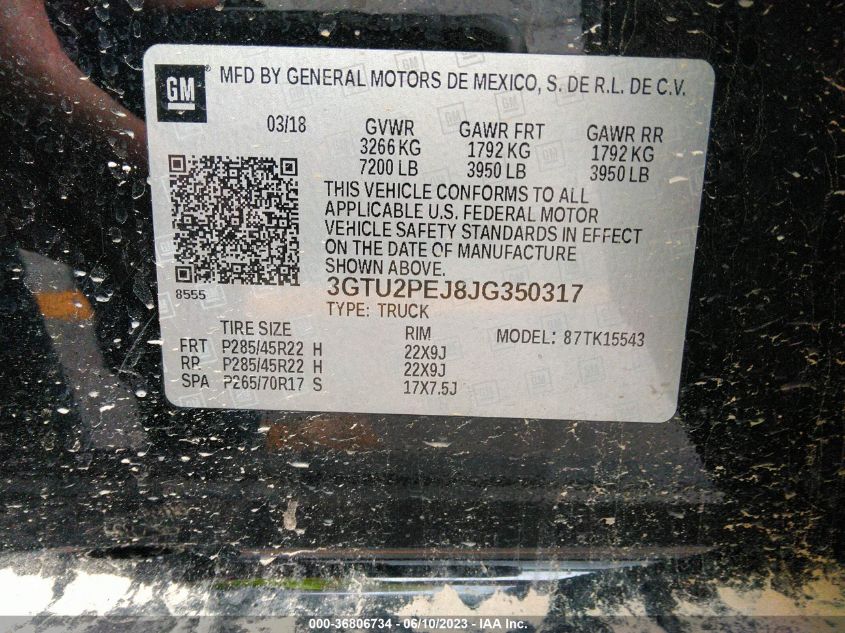 GM
MFD BY GENERAL MOTORS DE MEXICO, S. DE R.L. DE C.V.
03/18 GVWR GAWR FRT GAWR RR
3266 KG 1792 KG 1792 KG
7200 LB 3950 LB 3950 LB
THIS VEHICLE CONFORMS TO ALL
APPLICABLE U.S. FEDERAL MOTOR
VEHICLE SAFETY STANDARDS IN EFFECT
ON THE DATE OF MANUFACTURE
SHOWN ABOVE.
8555
3GTU2PEJ8JG350317
TYPE: TRUCK
TIRE SIZE RIM MODEL: 87TK15543
FRT P285/45R22 H 22X9J
RR P285/45R22 H 22X9J
SPA P265/70R17 S 17X7.5J
000-36806734 - 06/10/2023 - IAA Inc.